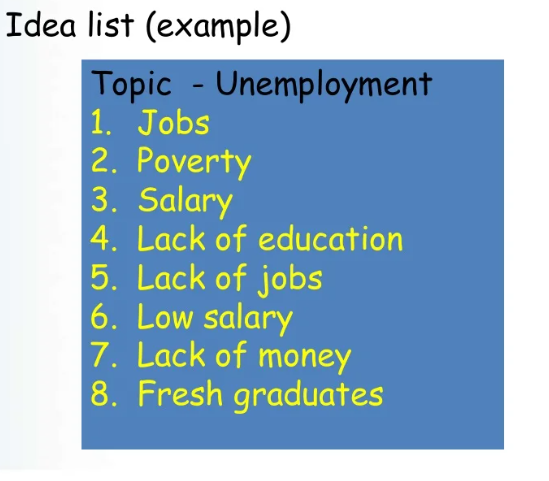 Idea list (example)
Topic - Unemployment
1. Jobs
2. Poverty
3. Salary
4. Lack of education
5. Lack of jobs
6. Low salary
7. Lack of money
8. Fresh graduates